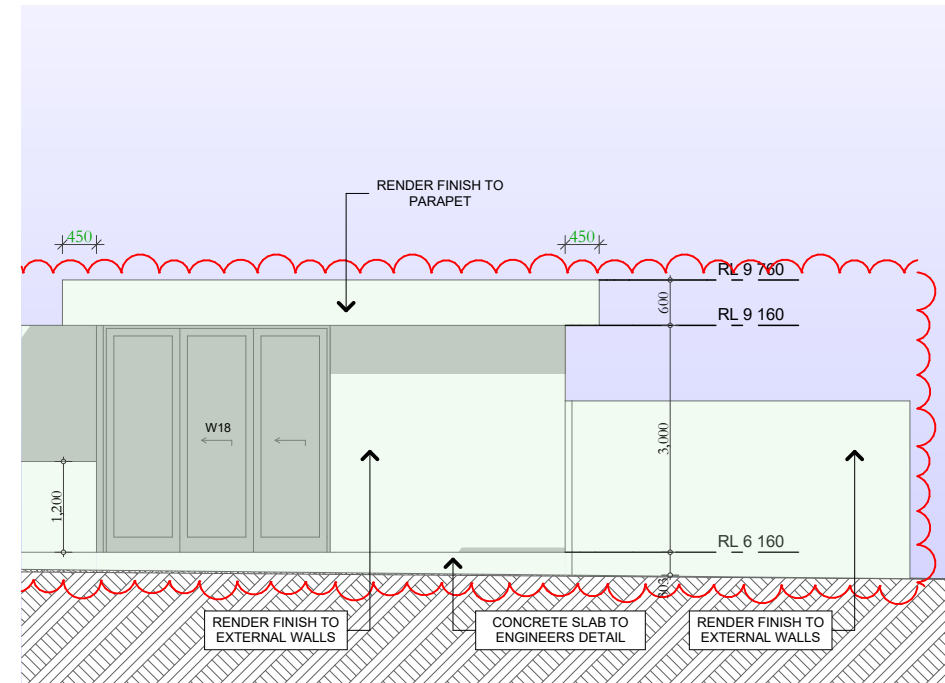 RENDER FINISH TO
PARAPET
450
450
RL 9 760
600
RL 9 160
W18
3,000
1,200
RL 6 160
RENDER FINISH TO
EXTERNAL WALLS
CONCRETE SLAB TO
ENGINEERS DETAIL
RENDER FINISH TO
EXTERNAL WALLS